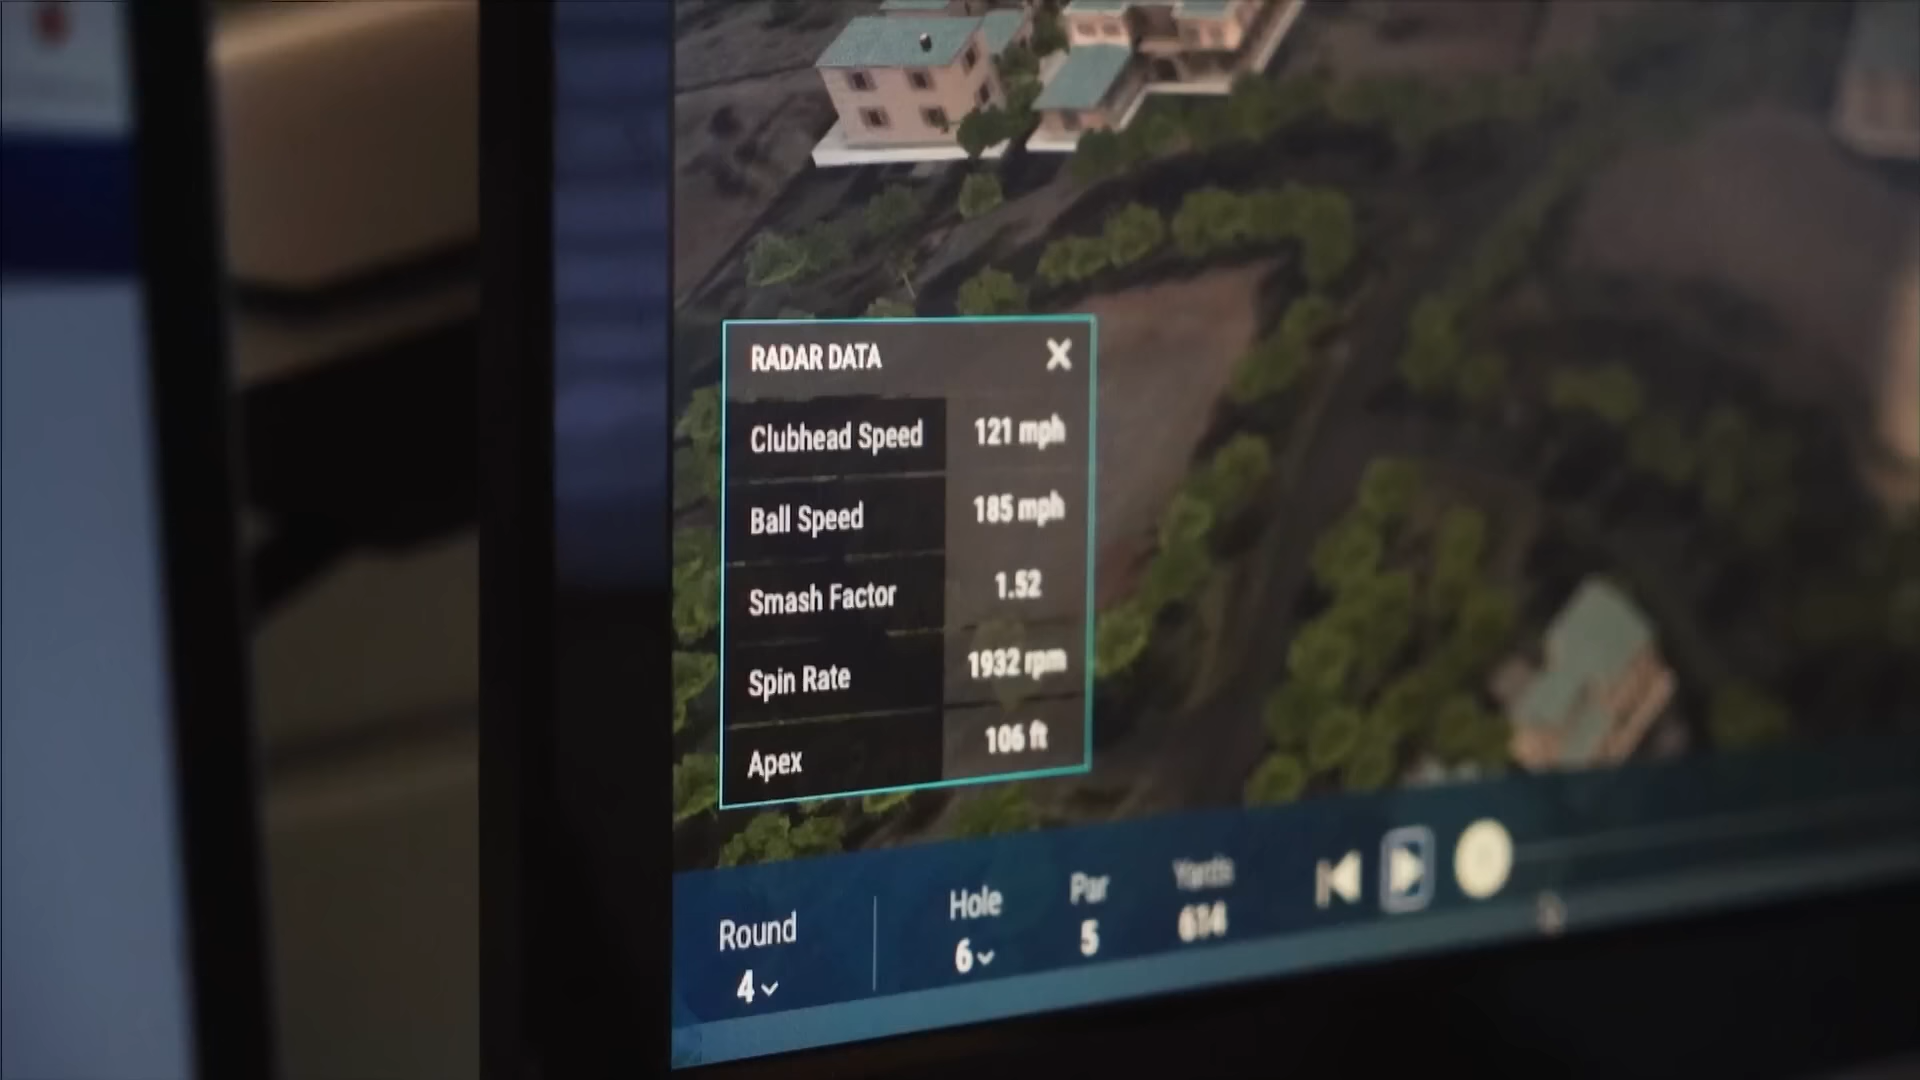 RADAR DATA X
Clubhead Speed 121 mph
Ball Speed 185 mph
Smash Factor 1.52
Spin Rate 1932 rpm
Apex 106 ft
Round Hole Par Yards
4 6 5 614